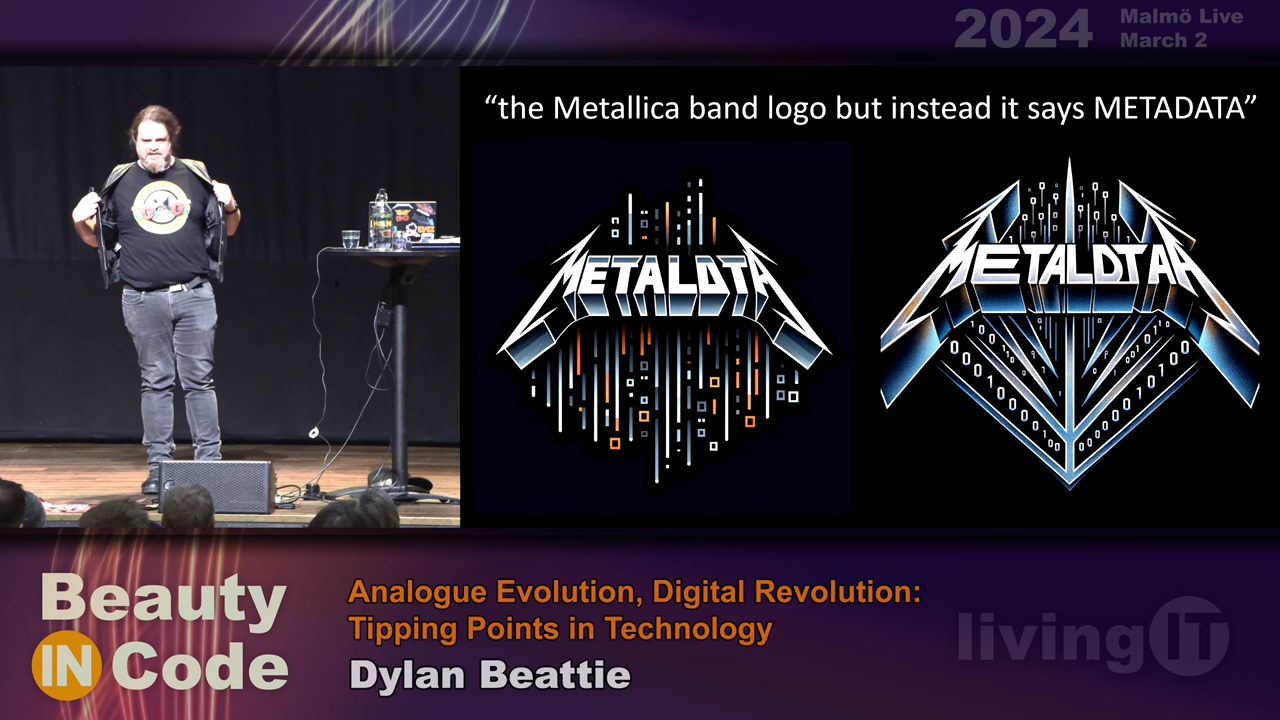 2024
Malmö Live
March 2
“the Metallica band logo but instead it says METADATA”
METALDTA
METALDTAA
Beauty
IN Code
Analogue Evolution, Digital Revolution:
Tipping Points in Technology
Dylan Beattie
livingIT